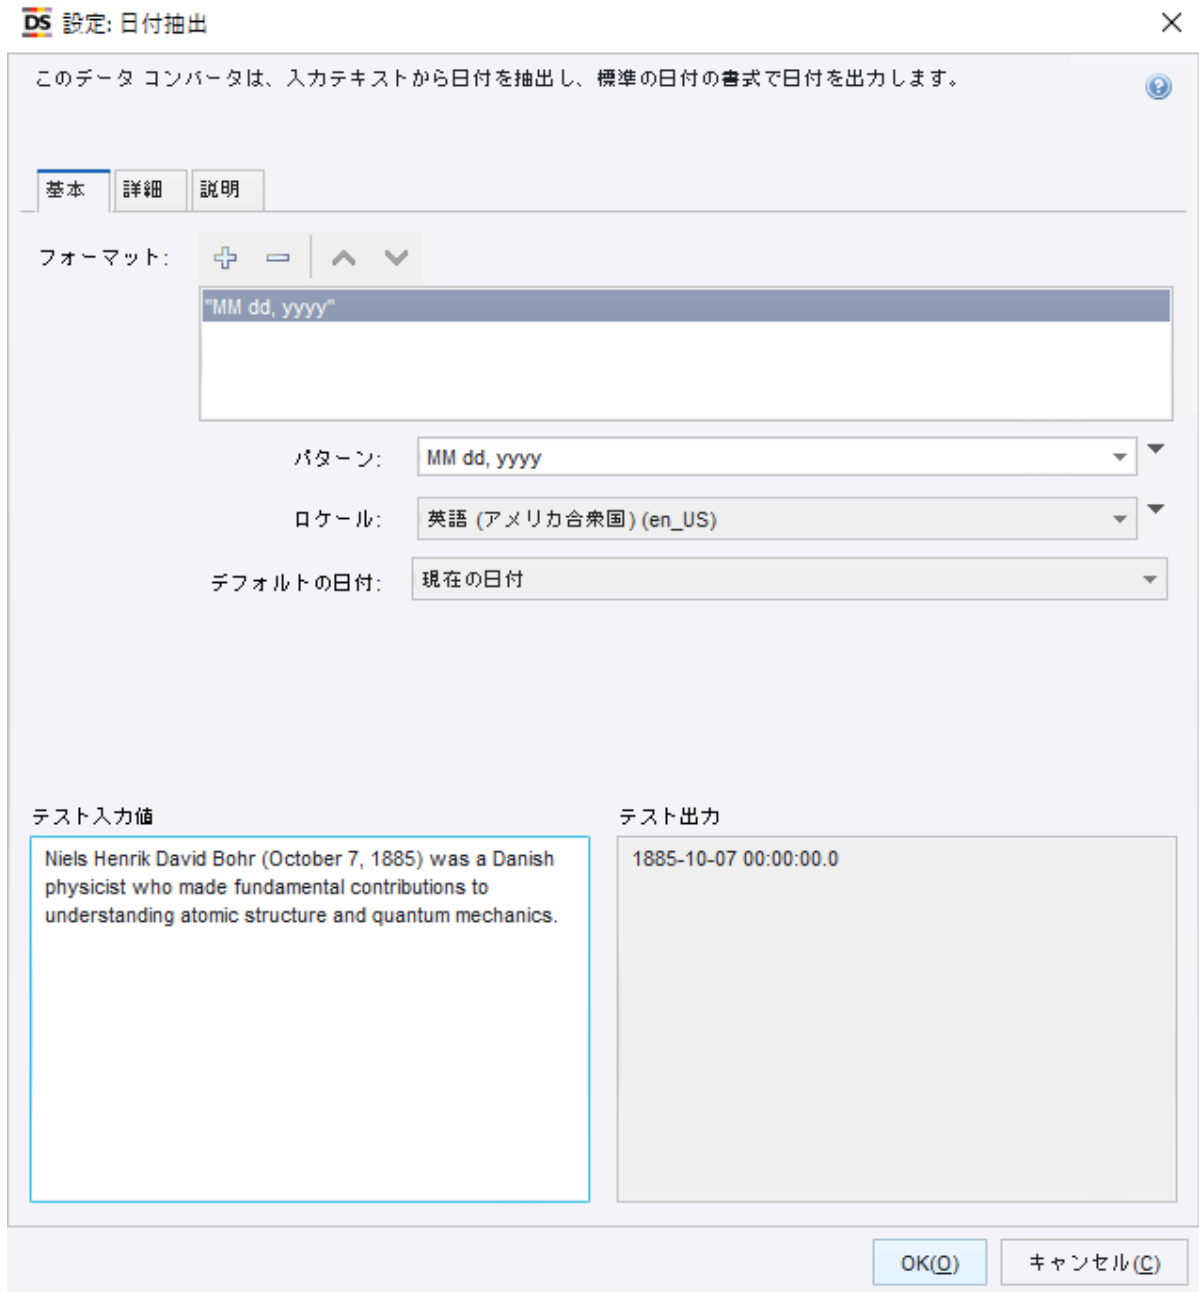 DS 設定: 日付抽出
このデータ コンバータは、入力テキストから日付を抽出し、標準の日付の書式で日付を出力します。
基本 詳細 説明
フォーマット:
"MM dd, yyyy"
パターン: MM dd, yyyy
ロケール: 英語 (アメリカ合衆国) (en_US)
デフォルトの日付: 現在の日付
テスト入力値 テスト出力
Niels Henrik David Bohr (October 7, 1885) was a Danish
physicist who made fundamental contributions to
understanding atomic structure and quantum mechanics.
1885-10-07 00:00:00.0
OK(O) キャンセル(C)